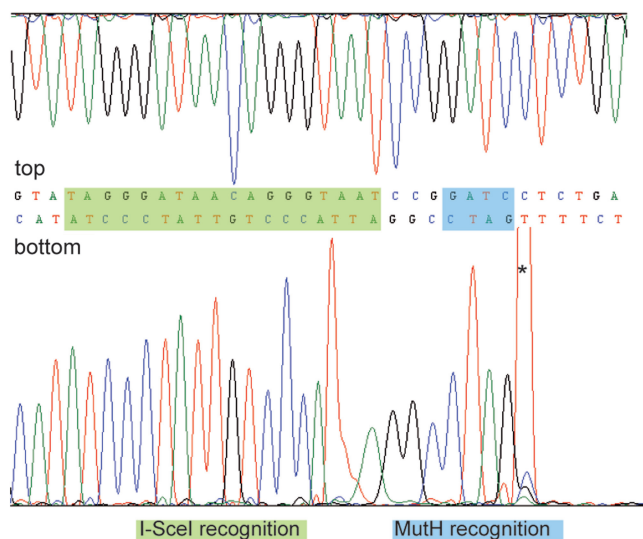 top
G T A T A G G G A T A A C A G G G T A A T C C G G A T C C T C T G A
C A T A T C C C T A T T G T C C C A T T A G G C C T A G T T T T C T
bottom
*
I-SceI recognition MutH recognition